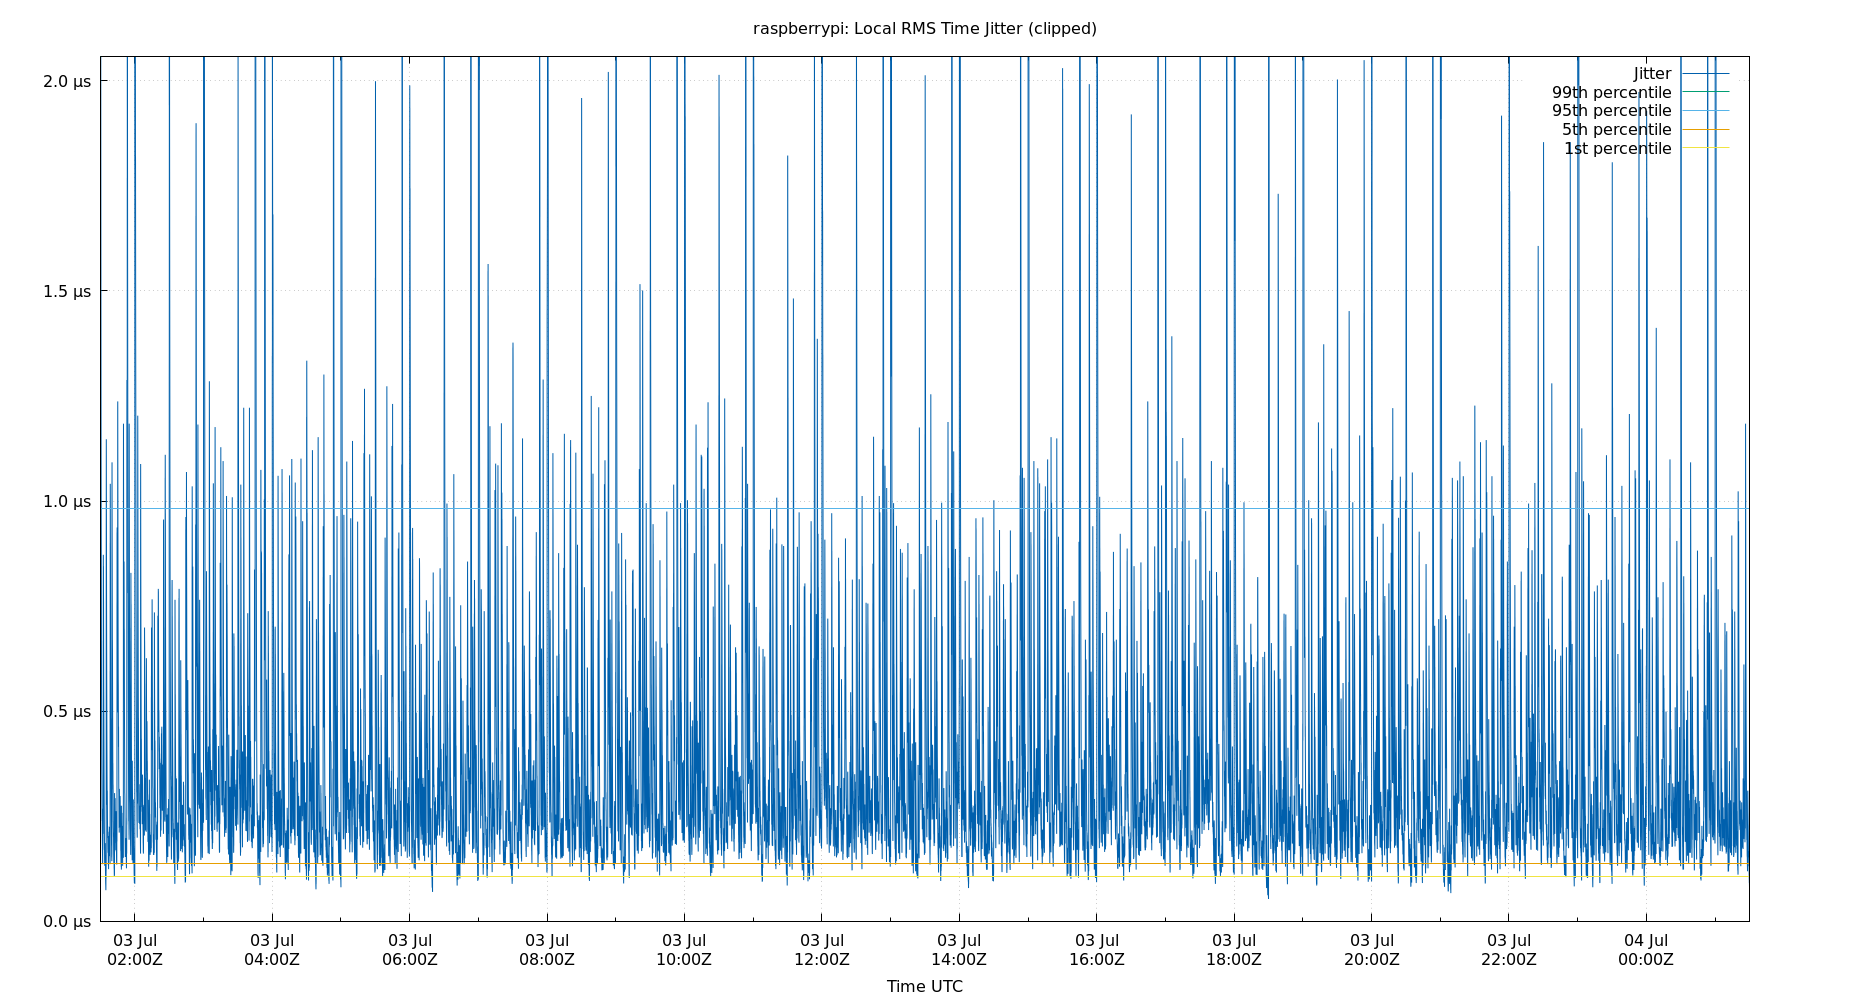 raspberrypi: Local RMS Time Jitter (clipped)
2.0 μs
1.5 μs
1.0 μs
0.5 μs
0.0 μs
Jitter
99th percentile
95th percentile
5th percentile
1st percentile
03 Jul 03 Jul 03 Jul 03 Jul 03 Jul 03 Jul 03 Jul 03 Jul 03 Jul 03 Jul 03 Jul 04 Jul
02:00Z 04:00Z 06:00Z 08:00Z 10:00Z 12:00Z 14:00Z 16:00Z 18:00Z 20:00Z 22:00Z 00:00Z
Time UTC